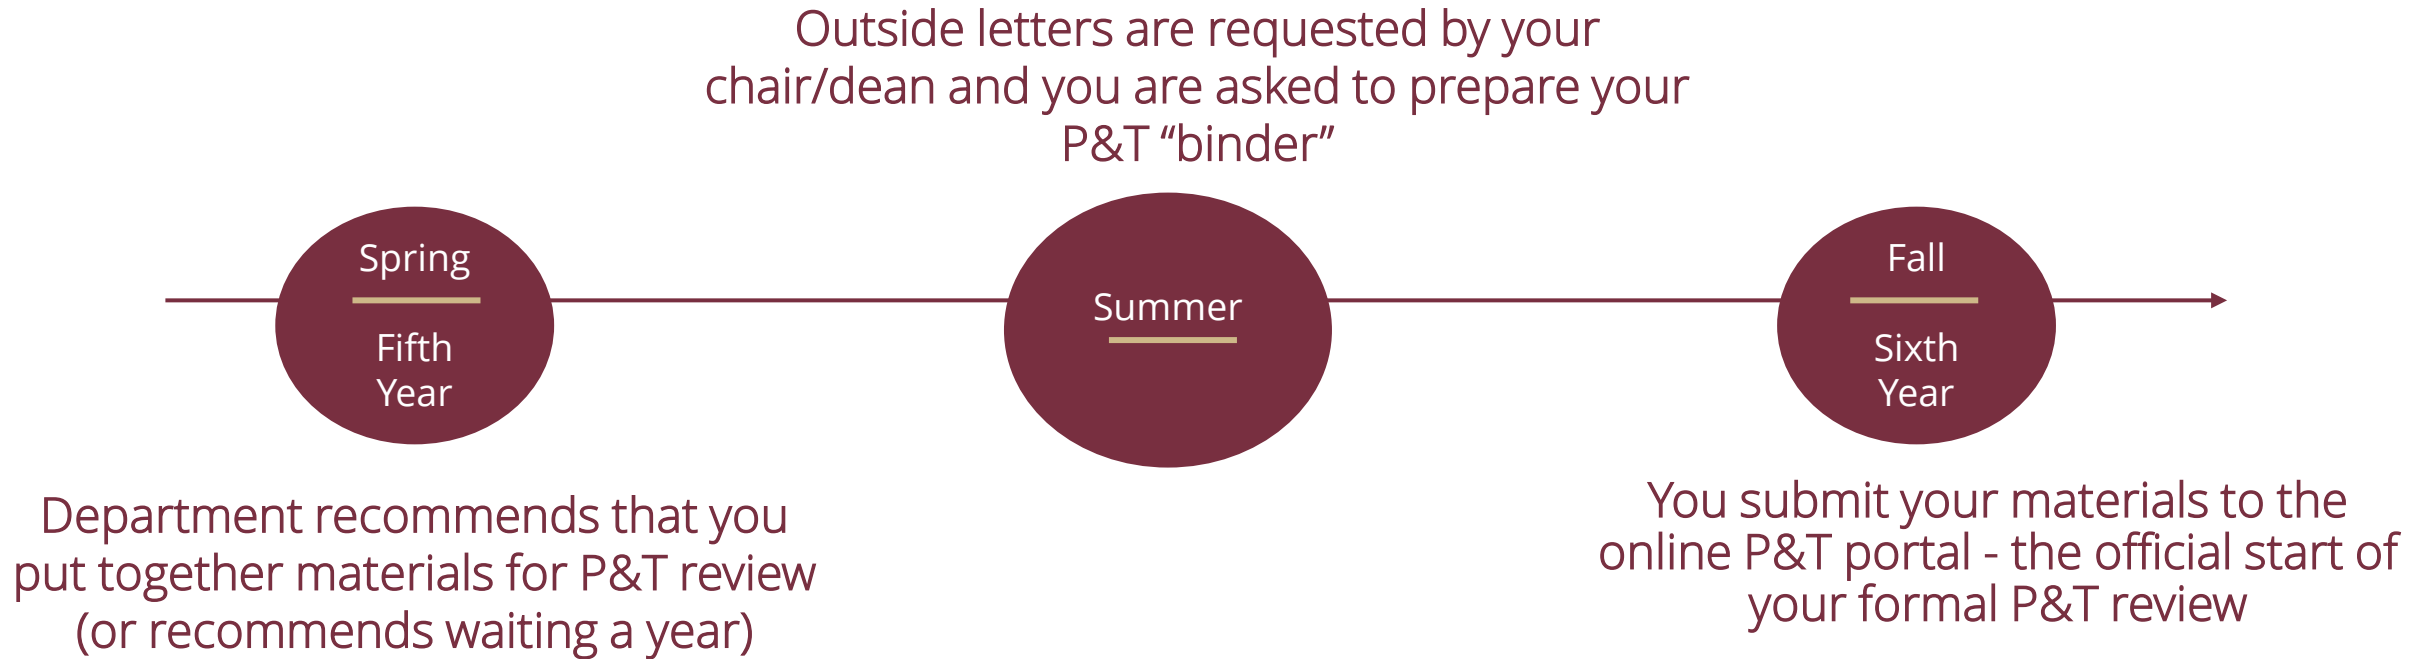 Outside letters are requested by your
chair/dean and you are asked to prepare your
P&T “binder”
Spring
Fifth
Year
Summer
Fall
Sixth
Year
Department recommends that you
put together materials for P&T review
(or recommends waiting a year)
You submit your materials to the
online P&T portal - the official start of
your formal P&T review